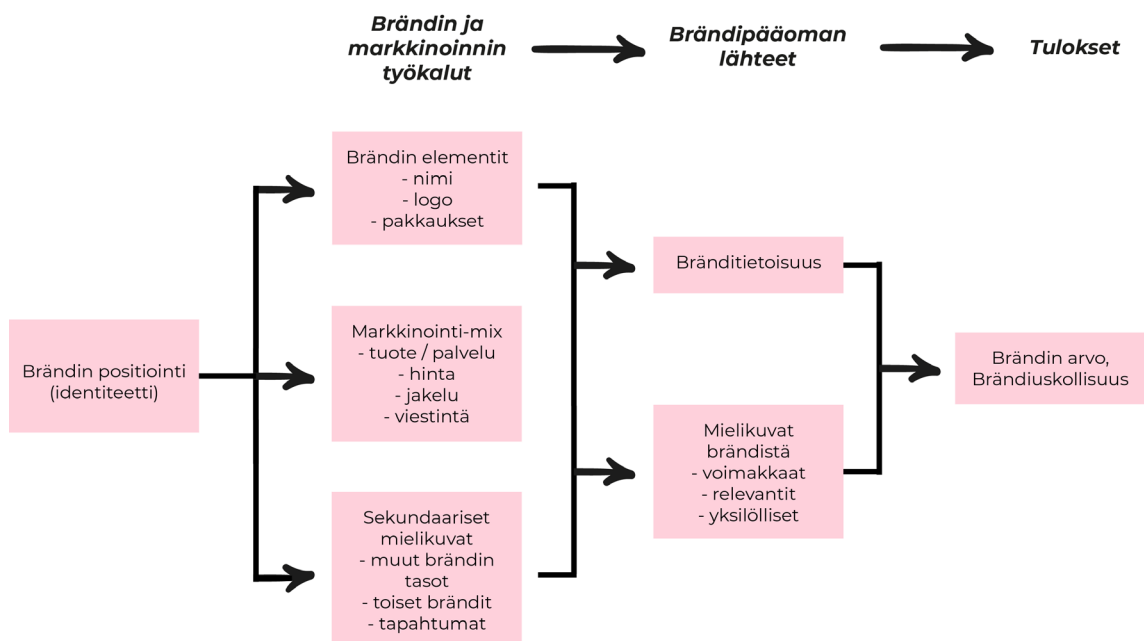 Brändin ja
markkinoinnin
työkalut
Brändipääoman
lähteet
Tulokset
Brändin positiointi
(identiteetti)
Brändin elementit
- nimi
- logo
- pakkaukset
Markkinointi-mix
- tuote / palvelu
- hinta
- jakelu
- viestintä
Sekundaariset
mielikuvat
- muut brändin
tasot
- toiset brändit
- tapahtumat
Bränditietoisuus
Mielikuvat
brändistä
- voimakkaat
- relevantit
- yksilölliset
Brändin arvo,
Brändiuskollisuus